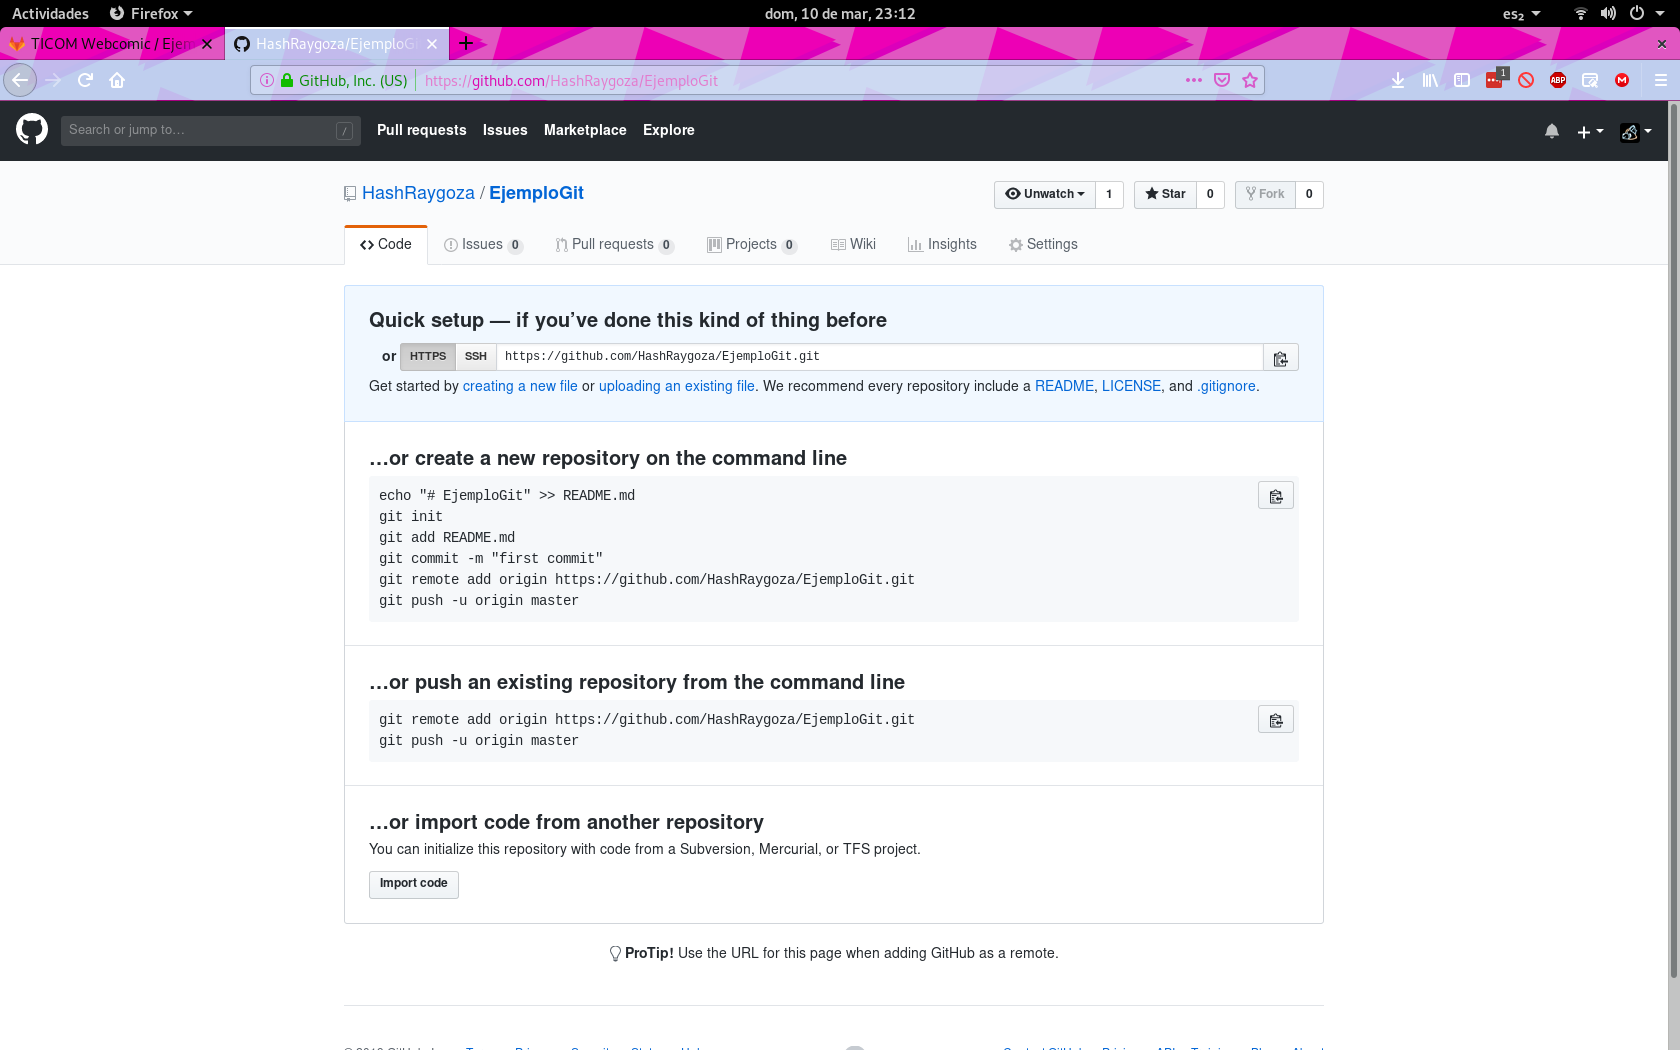 Actividades Firefox dom, 10 de mar, 23:12 es₂
TICOM Webcomic / Ejem HashRaygoza/EjemploGi
GitHub, Inc. (US) https://github.com/HashRaygoza/EjemploGit 1 ABP M
Search or jump to… / Pull requests Issues Marketplace Explore
HashRaygoza / EjemploGit Unwatch 1 Star 0 Fork 0
Code Issues 0 Pull requests 0 Projects 0 Wiki Insights Settings
Quick setup — if you’ve done this kind of thing before
or HTTPS SSH https://github.com/HashRaygoza/EjemploGit.git
Get started by creating a new file or uploading an existing file. We recommend every repository include a README, LICENSE, and .gitignore.
…or create a new repository on the command line
echo "# EjemploGit" >> README.md
git init
git add README.md
git commit -m "first commit"
git remote add origin https://github.com/HashRaygoza/EjemploGit.git
git push -u origin master
…or push an existing repository from the command line
git remote add origin https://github.com/HashRaygoza/EjemploGit.git
git push -u origin master
…or import code from another repository
You can initialize this repository with code from a Subversion, Mercurial, or TFS project.
Import code
ProTip! Use the URL for this page when adding GitHub as a remote.